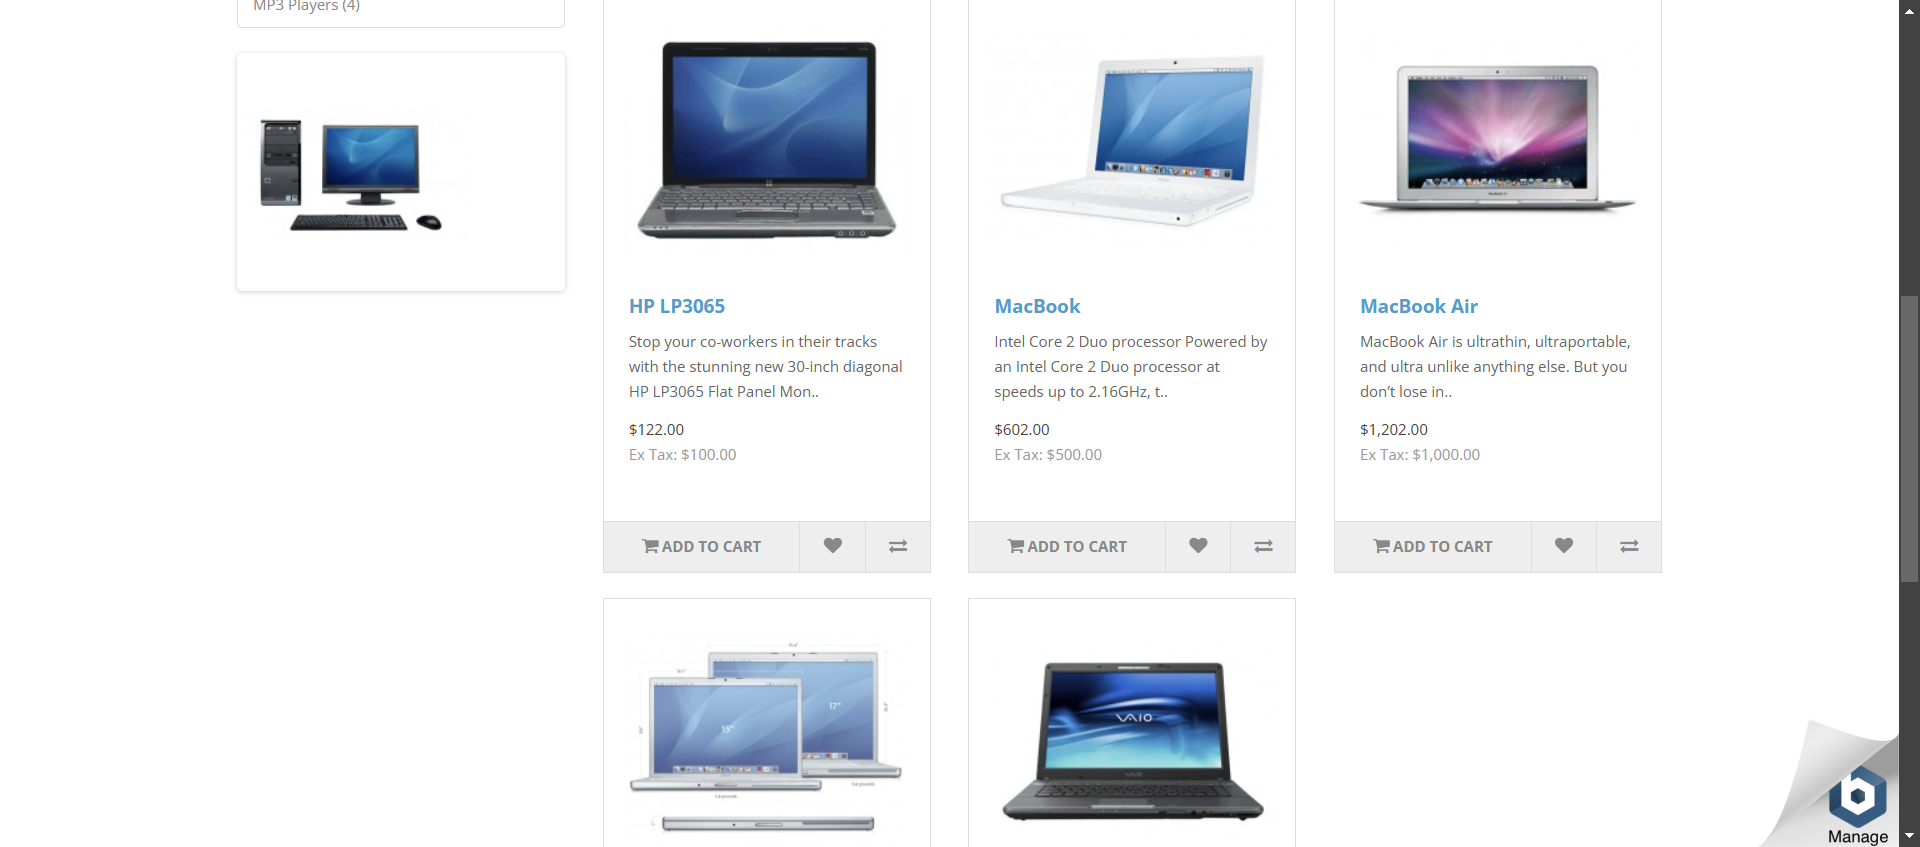 MP3 Players (4)
HP LP3065
Stop your co-workers in their tracks
with the stunning new 30-inch diagonal
HP LP3065 Flat Panel Mon..
$122.00
Ex Tax: $100.00
ADD TO CART
MacBook
Intel Core 2 Duo processor Powered by
an Intel Core 2 Duo processor at
speeds up to 2.16GHz, t..
$602.00
Ex Tax: $500.00
ADD TO CART
MacBook Air
MacBook Air is ultrathin, ultraportable,
and ultra unlike anything else. But you
don’t lose in..
$1,202.00
Ex Tax: $1,000.00
ADD TO CART
15"
17"
VAIO
VAIO
Manage